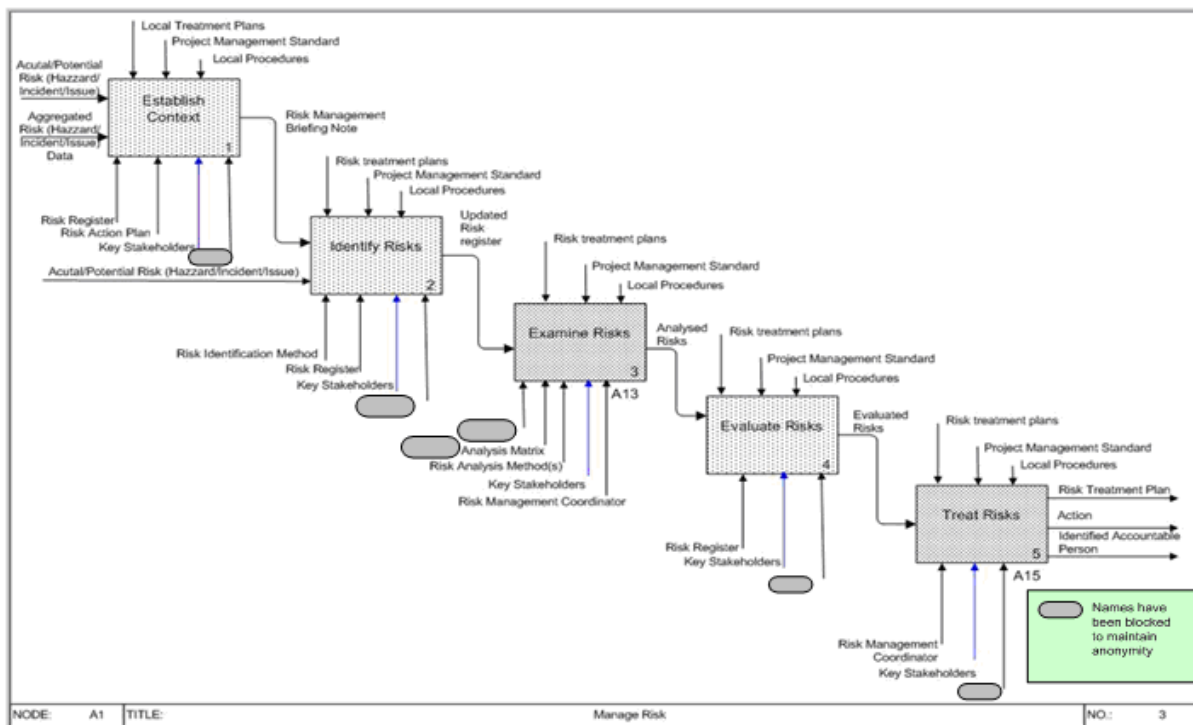 Local Treatment Plans
Project Management Standard
Local Procedures
Acutal/Potential
Risk (Hazzard/
Incident/Issue)
Aggregated
Risk (Hazzard/
Incident/Issue)
Data
Establish
Context
1
Risk Management
Briefing Note
Risk Register
Risk Action Plan
Key Stakeholders
Risk treatment plans
Project Management Standard
Local Procedures
Acutal/Potential Risk (Hazzard/Incident/Issue)
Identify Risks
2
Updated
Risk
register
Risk Identification Method
Risk Register
Key Stakeholders
Risk treatment plans
Project Management Standard
Local Procedures
Examine Risks
3
A13
Analysed
Risks
Analysis Matrix
Risk Analysis Method(s)
Key Stakeholders
Risk Management Coordinator
Risk treatment plans
Project Management Standard
Local Procedures
Evaluate Risks
4
Evaluated
Risks
Risk Register
Key Stakeholders
Risk treatment plans
Project Management Standard
Local Procedures
Treat Risks
5
A15
Risk Treatment Plan
Action
Identified Accountable
Person
Risk Management
Coordinator
Key Stakeholders
Names have
been blocked
to maintain
anonymity
NODE: A1 TITLE: Manage Risk NO.: 3